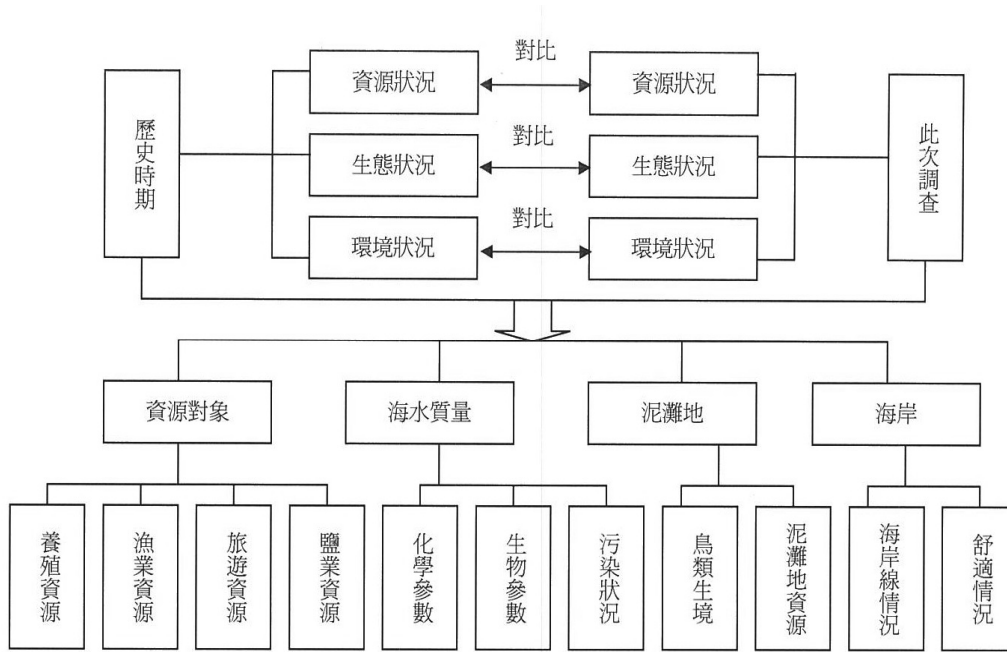 對比
資源狀況
資源狀況
歷史時期
對比
生態狀況
生態狀況
此次調查
對比
環境狀況
環境狀況
資源對象
海水質量
泥灘地
海岸
養殖資源
漁業資源
旅遊資源
鹽業資源
化學參數
生物參數
污染狀況
鳥類生境
泥灘地資源
海岸線情況
舒適情況